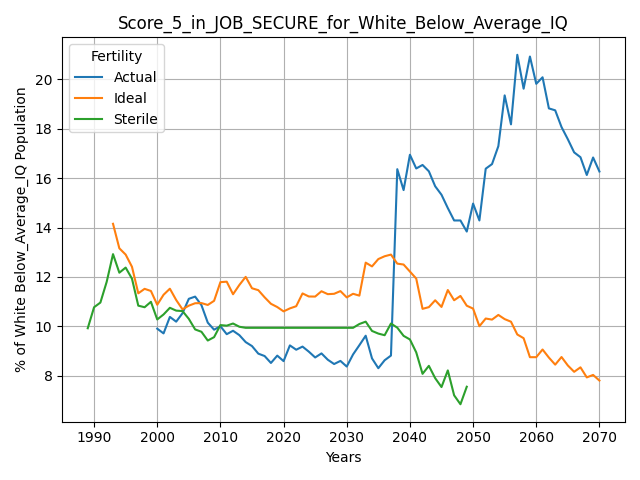 Score_5_in_JOB_SECURE_for_White_Below_Average_IQ
Fertility
Actual
Ideal
Sterile
% of White Below_Average_IQ Population
20
18
16
14
12
10
8
1990 2000 2010 2020 2030 2040 2050 2060 2070
Years